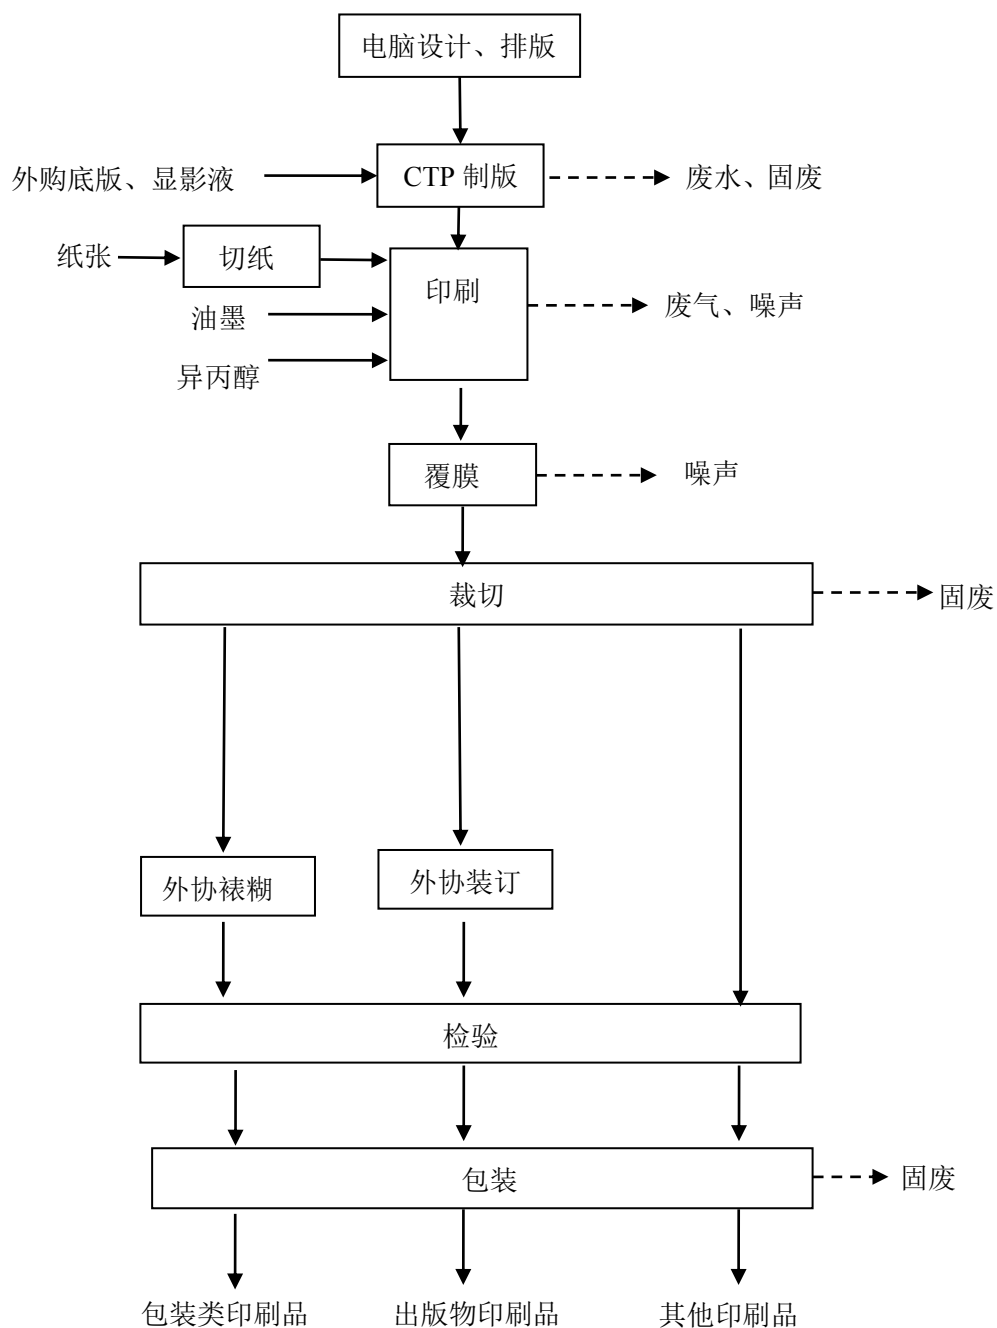 电脑设计、排版
外购底版、显影液
CTP 制版
废水、固废
纸张
切纸
印刷
油墨
废气、噪声
异丙醇
覆膜
噪声
裁切
固废
外协裱糊
外协装订
检验
包装
固废
包装类印刷品
出版物印刷品
其他印刷品